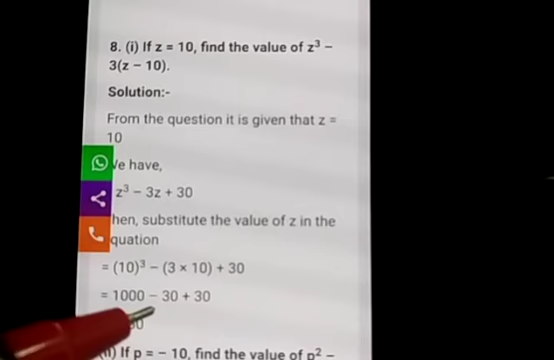 8. (i) If z = 10, find the value of z³ –
3(z – 10).
Solution:-
From the question it is given that z =
10
We have,
z³ – 3z + 30
hen, substitute the value of z in the
quation
= (10)³ – (3 × 10) + 30
= 1000 – 30 + 30
If p = – 10, find the value of p² –